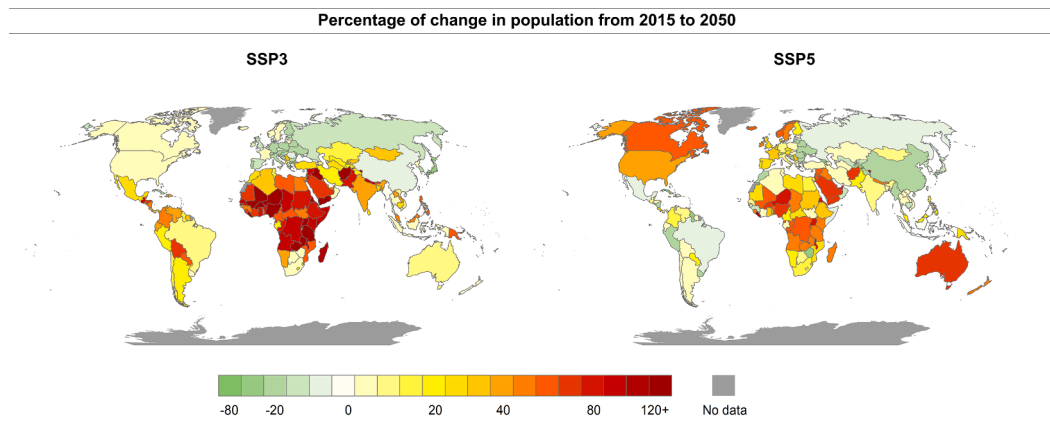 Percentage of change in population from 2015 to 2050
SSP3 SSP5
-80 -20 0 20 40 80 120+ No data